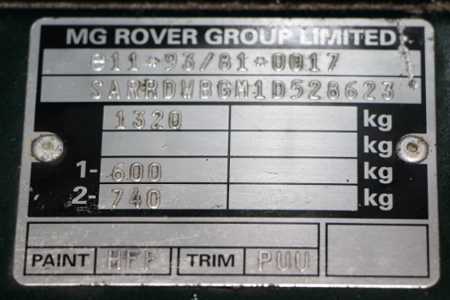 MG ROVER GROUP LIMITED
e11*93/81*0017
SARRDWBGM1D528623
1320 kg
kg
1- 600 kg
2- 740 kg
PAINT HFF TRIM PUU